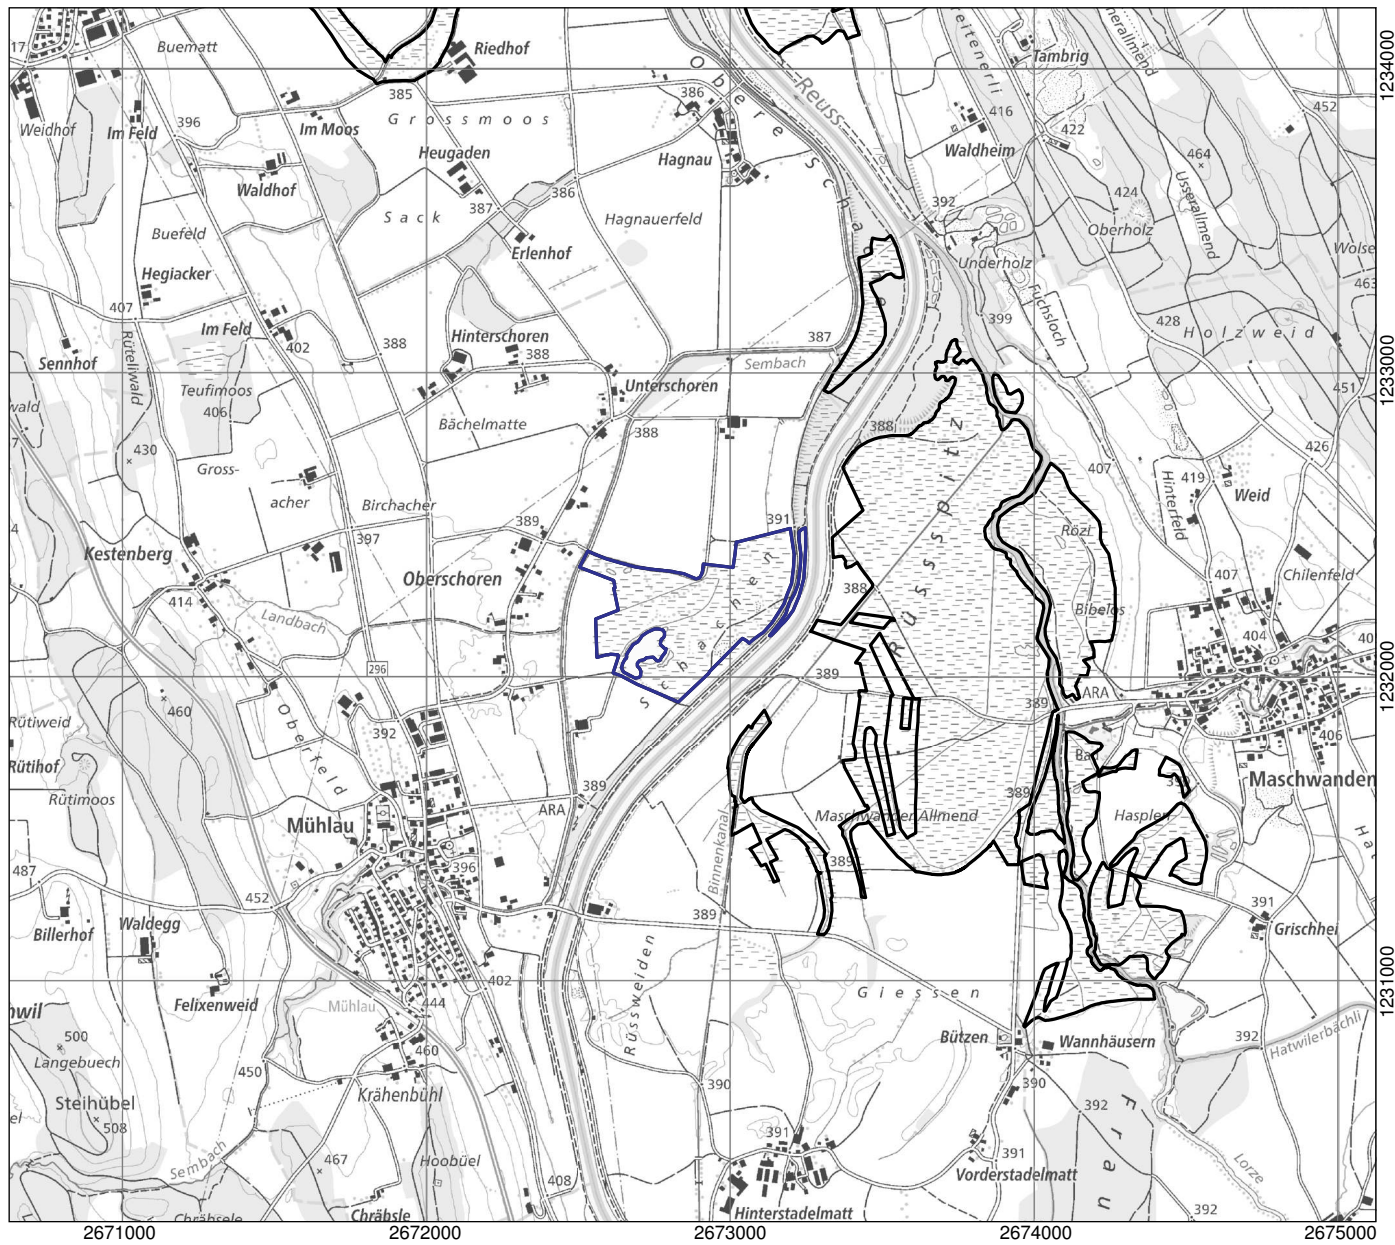 17
Buematt
Riedhof
Reuss
Tambrig
1234000
385
Grossmoos
386
416
452
Weidhof
Im Feld
396
Im Moos
Obere Schachen
422
Heugaden
Hagnau
Waldheim
464
Waldhof
Usserallmend
424
386
387
Sack
Hagnauerfeld
392
Oberholz
Buefeld
Erlenhof
Wolse
Hegiacker
Underholz
463
407
Im Feld
Fuchsloch
399
428
Holzweid
402
Hinterschoren
387
Rüteliwald
388
388
Sennhof
Sembach
1233000
Teufimoos
Unterschoren
451
406
wald
Bächelmatte
388
388
426
430
Gross-
acher
407
419
Weid
Hinterfeld
Birchacher
Rüsspitz
391
389
397
Rözi
Kestenberg
Oberschoren
Schachen
407
Chilenfeld
414
388
Bibelos
Landbach
404
40
296
389
ARA
1232000
460
389
Rütiweid
Oberfeld
392
406
Rütihof
Maschwanden
Rütimoos
389
389
ARA
Mühlau
Maschwander Allmend
Hasplen
Binnenkanal
389
396
487
452
389
391
Billerhof
Waldegg
Grischhei
Rüssweiden
402
Felixenweid
Mühlau
444
Giessen
1231000
500
Langebuech
460
Bützen
Wannhäusern
392
Hatwilerbächli
450
390
390
Steihübel
Krähenbühl
392
508
391
Frau
Sembach
467
Hoobüel
391
Vorderstadelmatt
Lorze
408
Chräbsele
Chräbsle
Hinterstadelmatt
392
2671000
2672000
2673000
2674000
2675000